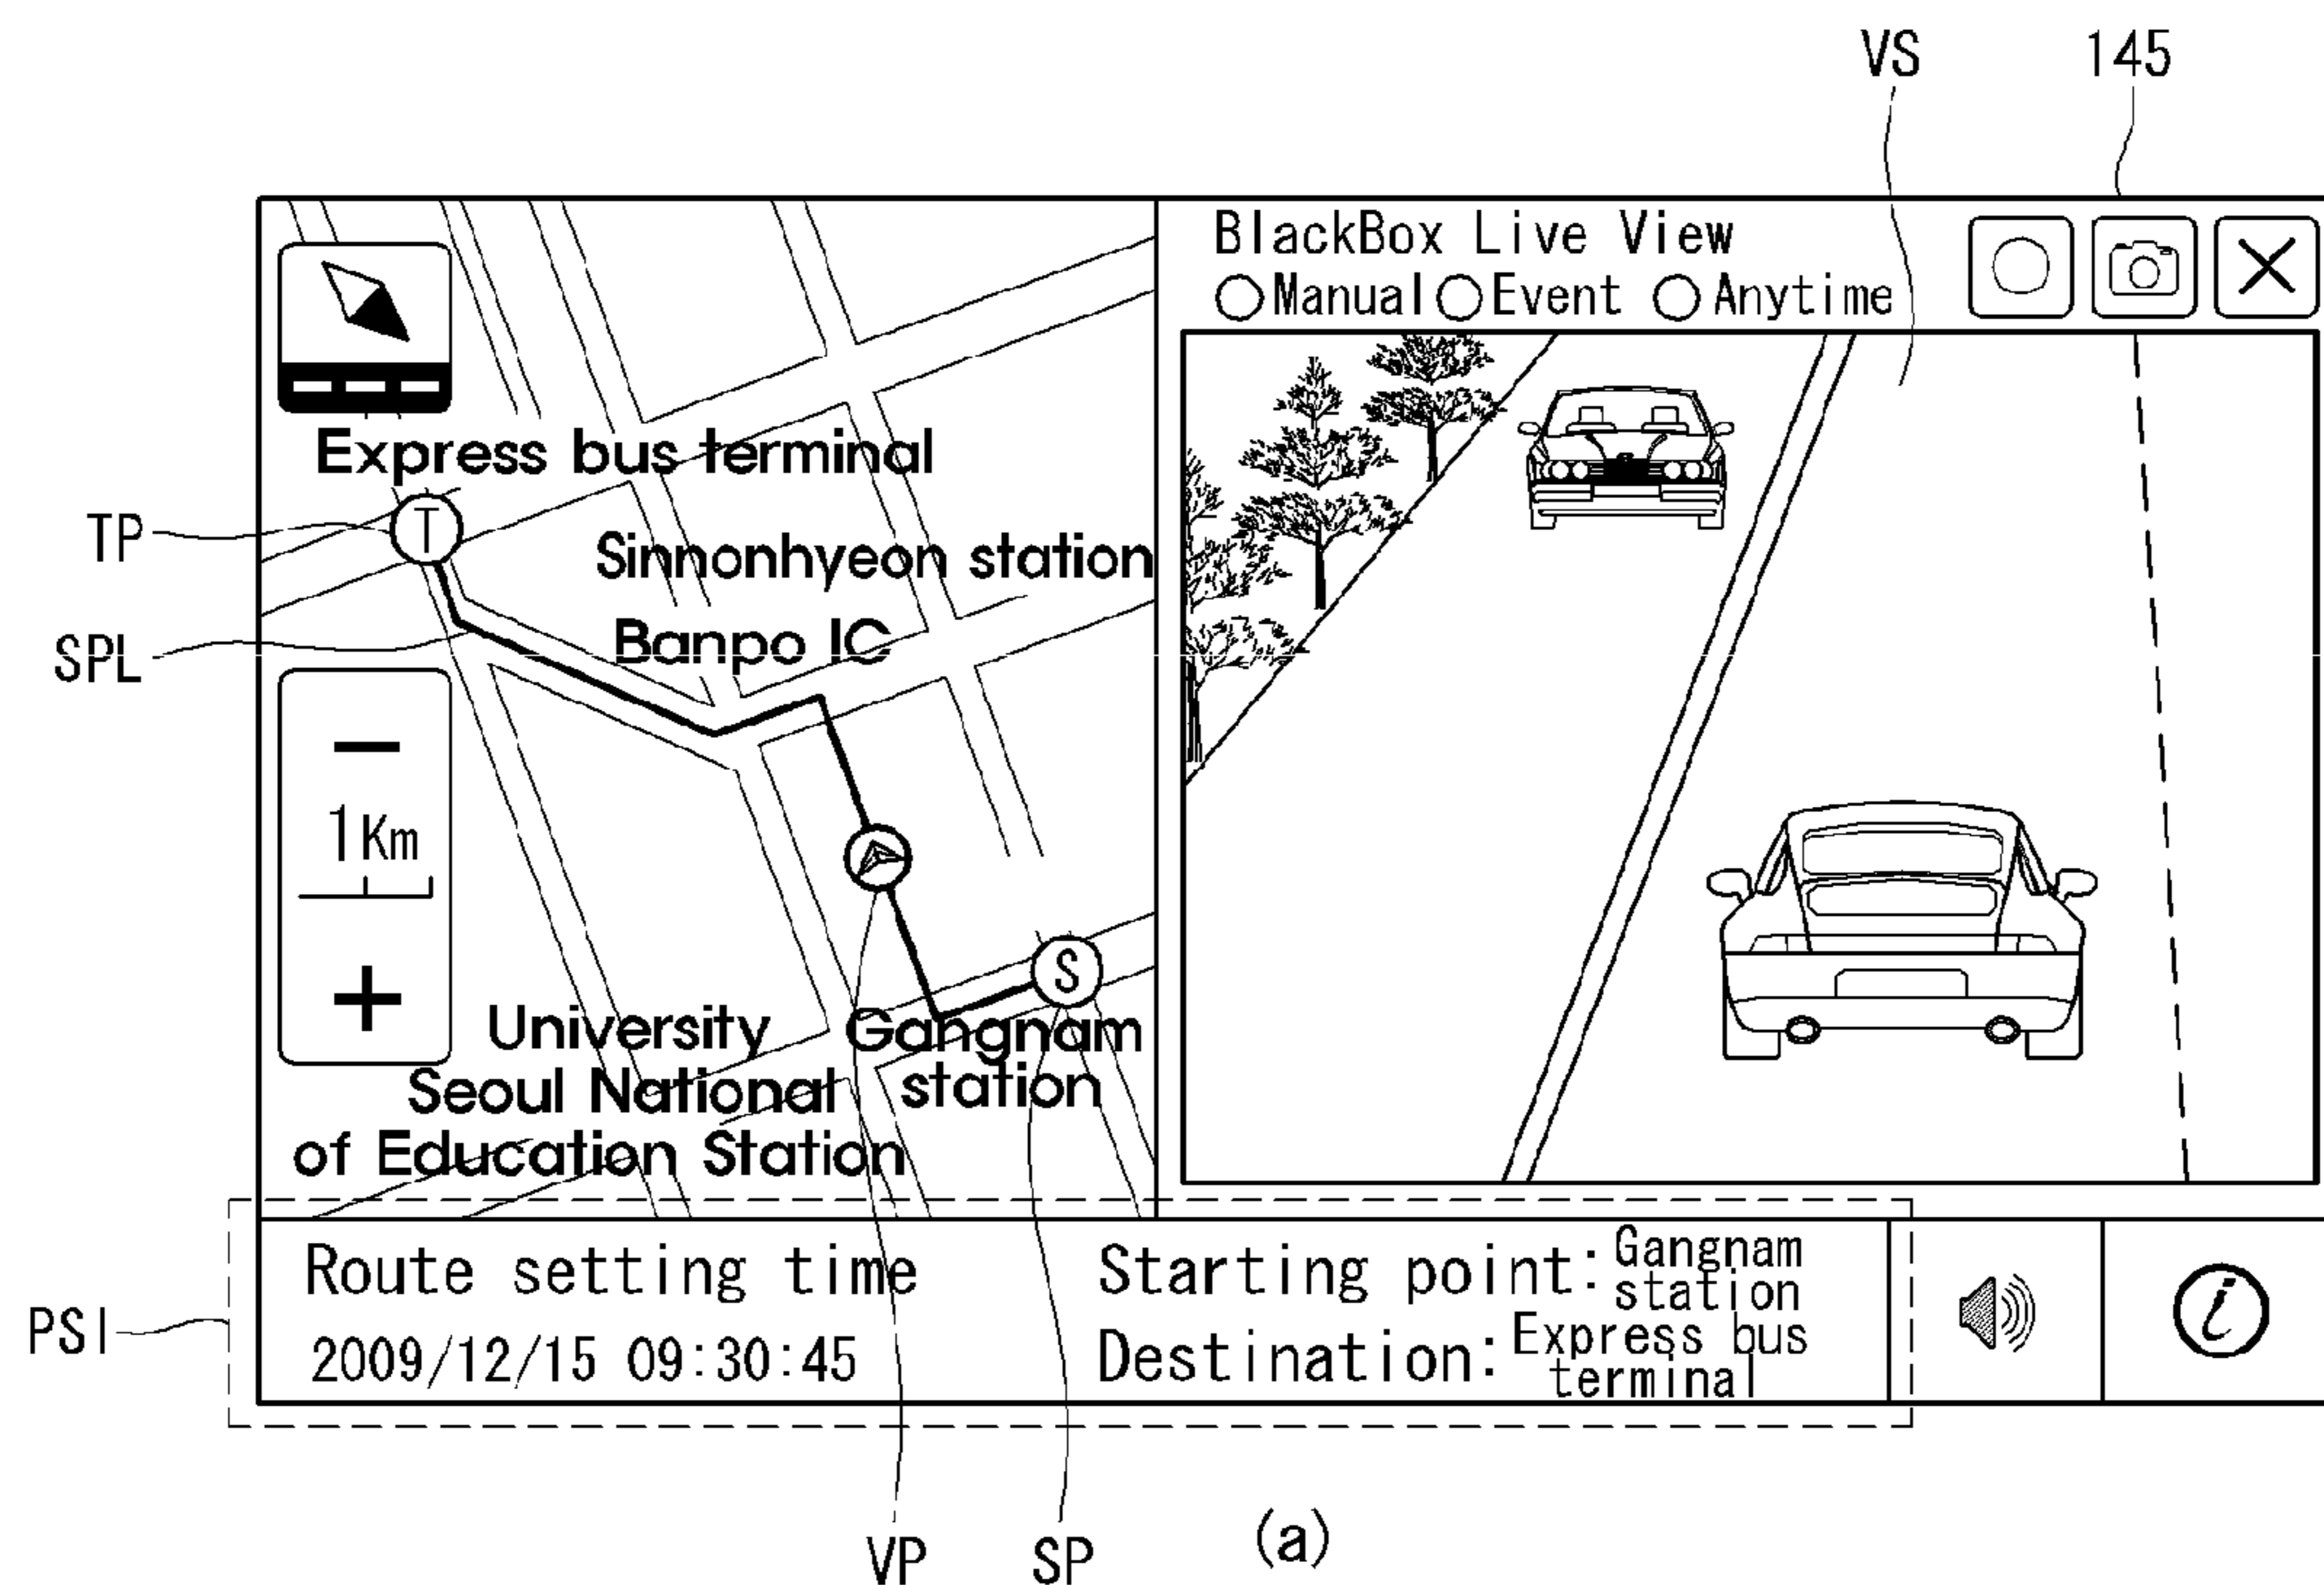 VS 145
BlackBox Live View
Manual Event Anytime
Express bus terminal
TP
T
Sinnonhyeon station
SPL
Banpo IC
1Km
S
University
Seoul National
of Education Station
Gangnam
station
PSI
Route setting time
2009/12/15 09:30:45
Starting point: Gangnam
station
Destination: Express bus
terminal
i
VP SP (a)